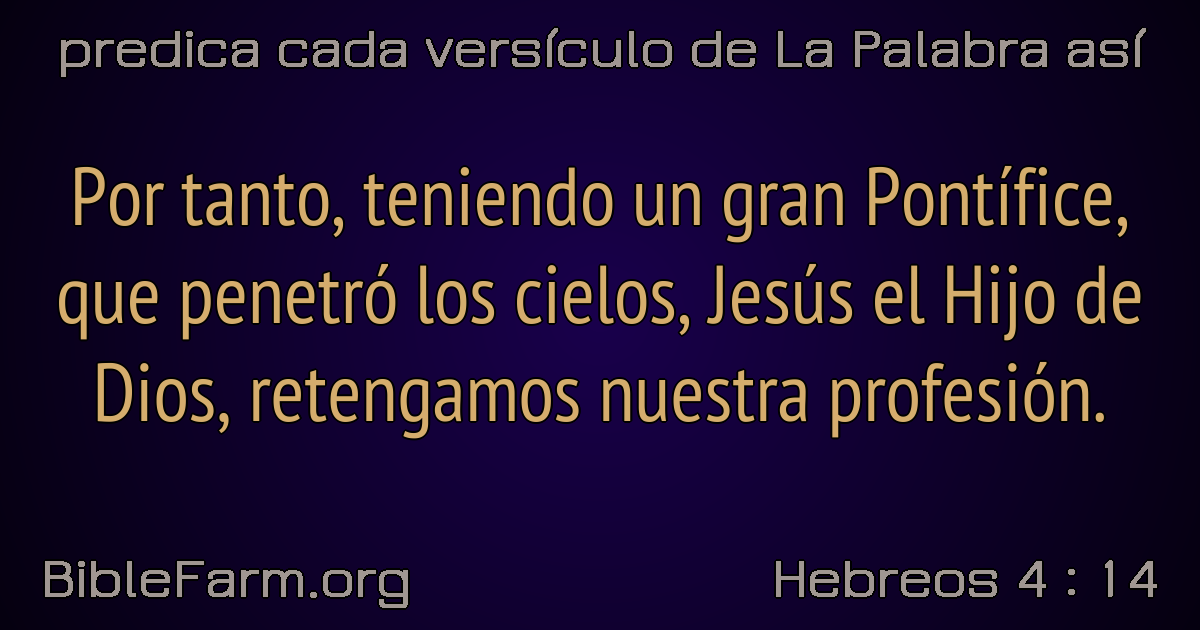 predica cada versículo de La Palabra así
Por tanto, teniendo un gran Pontífice,
que penetró los cielos, Jesús el Hijo de
Dios, retengamos nuestra profesión.
BibleFarm.org
Hebreos 4 : 14